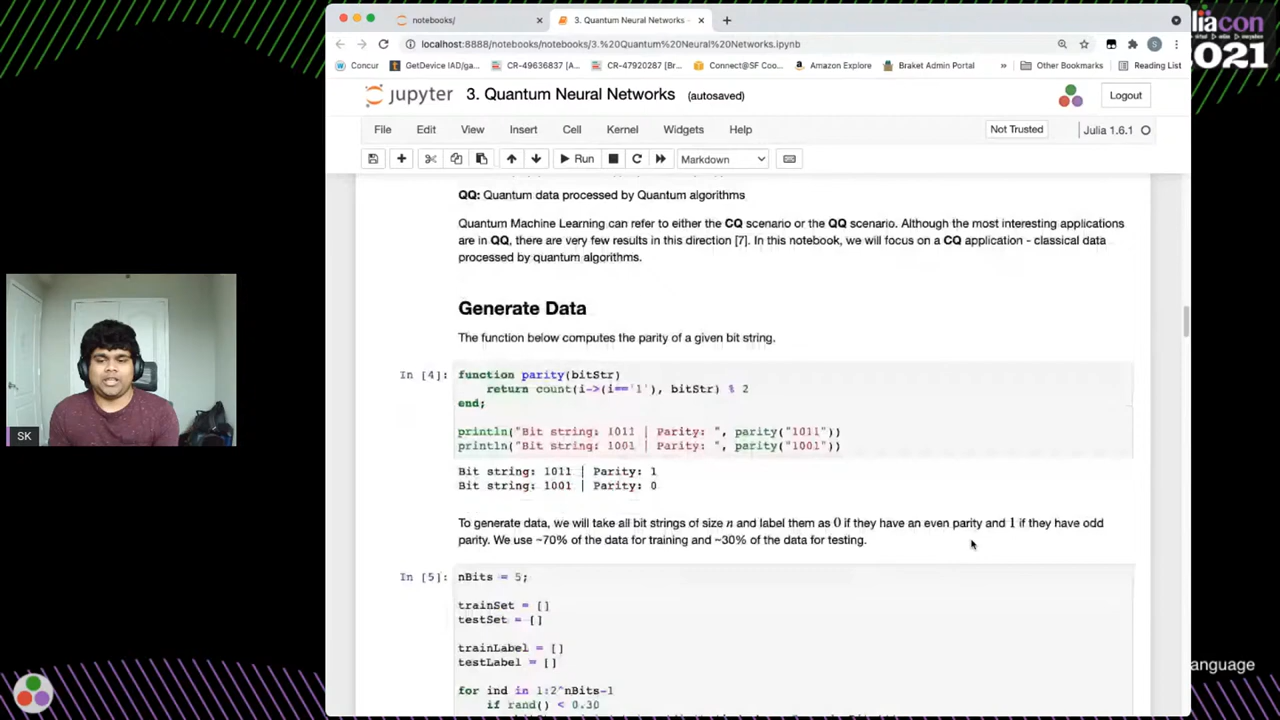 notebooks/
3. Quantum Neural Networks -
localhost:8888/notebooks/3.%20Quantum%20Neural%20Networks.ipynb
Concur
GetDevice IAD/ga...
CR-49636837 [A...
CR-47920287 [Br...
Connect@SF Coo...
Amazon Explore
Braket Admin Portal
Other Bookmarks
Reading List
liacon
2021
jupyter
3. Quantum Neural Networks (autosaved)
Logout
File Edit View Insert Cell Kernel Widgets Help
Not Trusted
Julia 1.6.1
Run
Markdown
QQ: Quantum data processed by Quantum algorithms
Quantum Machine Learning can refer to either the CQ scenario or the QQ scenario. Although the most interesting applications
are in QQ, there are very few results in this direction [7]. In this notebook, we will focus on a CQ application - classical data
processed by quantum algorithms.
Generate Data
The function below computes the parity of a given bit string.
In [4]: function parity(bitStr)
return count(i->(i=='1'), bitStr) % 2
end;
println("Bit string: 1011 | Parity: ", parity("1011"))
println("Bit string: 1001 | Parity: ", parity("1001"))
Bit string: 1011 | Parity: 1
Bit string: 1001 | Parity: 0
To generate data, we will take all bit strings of size n and label them as 0 if they have an even parity and 1 if they have odd
parity. We use ~70% of the data for training and ~30% of the data for testing.
In [5]: nBits = 5;
trainSet = []
testSet = []
trainLabel = []
testLabel = []
for ind in 1:2^nBits-1
if rand() < 0.30
SK
language